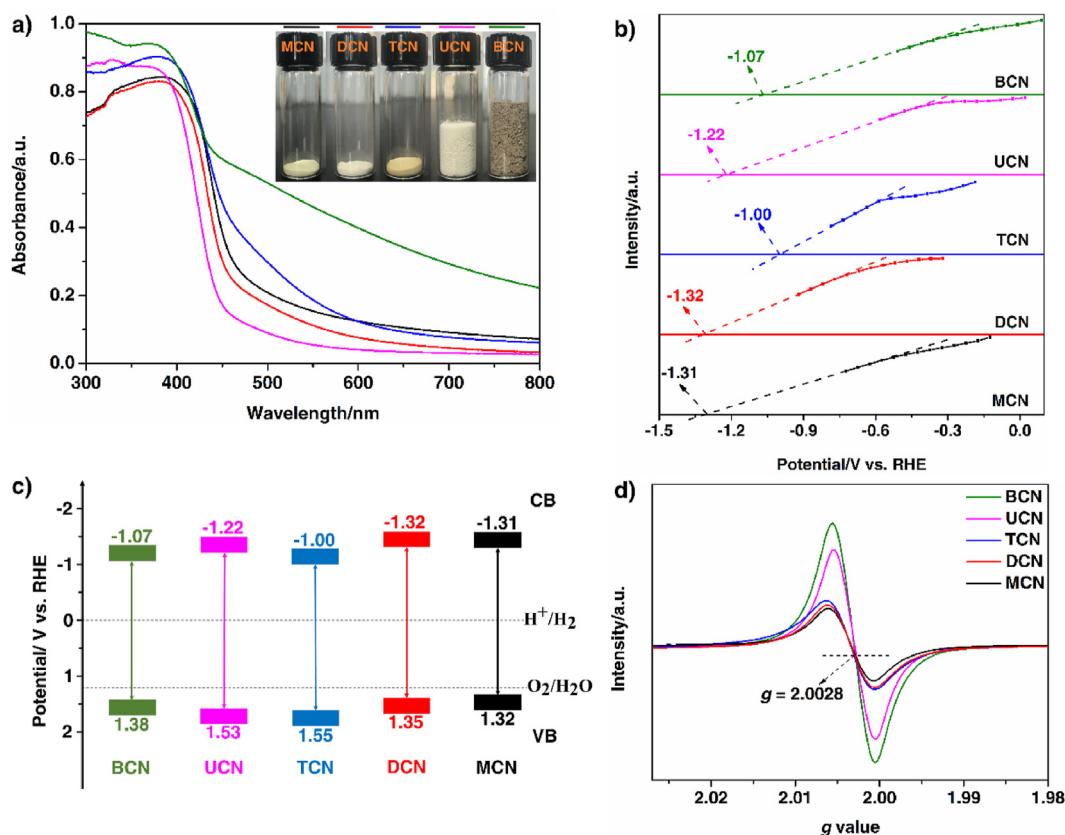 a)
1.0
0.8
0.6
0.4
0.2
0.0
Absorbance/a.u.
300 400 500 600 700 800
Wavelength/nm
MCN DCN TCN UCN BCN
b)
Intensity/a.u.
-1.07
BCN
-1.22
UCN
-1.00
TCN
-1.32
DCN
-1.31
MCN
-1.5 -1.2 -0.9 -0.6 -0.3 0.0
Potential/V vs. RHE
c)
Potential/ V vs. RHE
-2
-1
0
1
2
CB
-1.07 -1.22 -1.00 -1.32 -1.31
H⁺/H₂
O₂/H₂O
1.38 1.53 1.55 1.35 1.32
VB
BCN UCN TCN DCN MCN
d)
Intensity/a.u.
BCN
UCN
TCN
DCN
MCN
g = 2.0028
2.02 2.01 2.00 1.99 1.98
g value